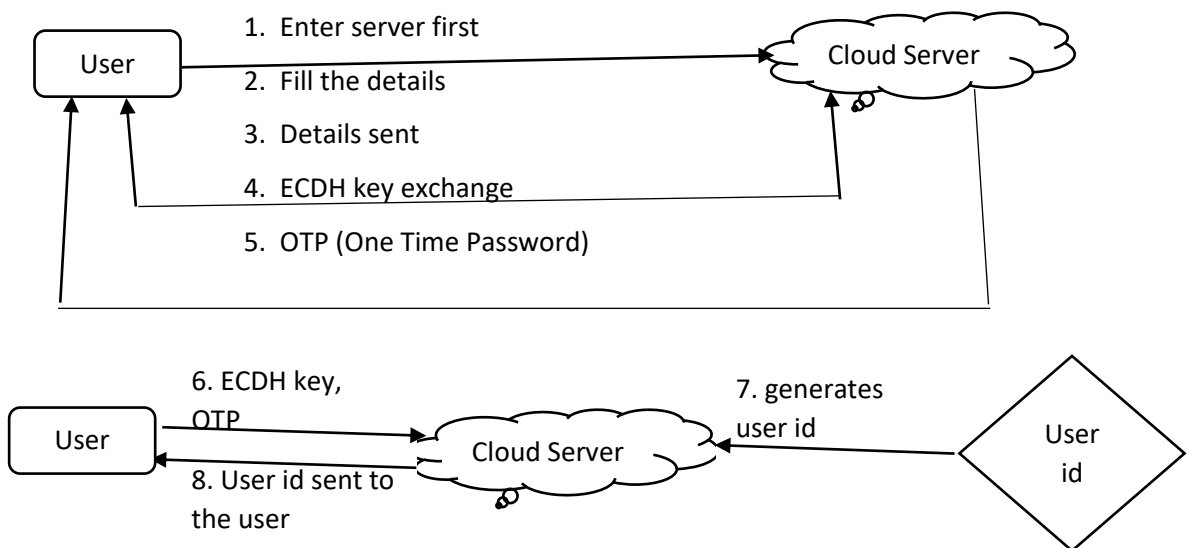 User
1. Enter server first
Cloud Server
2. Fill the details
3. Details sent
4. ECDH key exchange
5. OTP (One Time Password)
User
6. ECDH key,
OTP
8. User id sent to
the user
Cloud Server
7. generates
user id
User
id